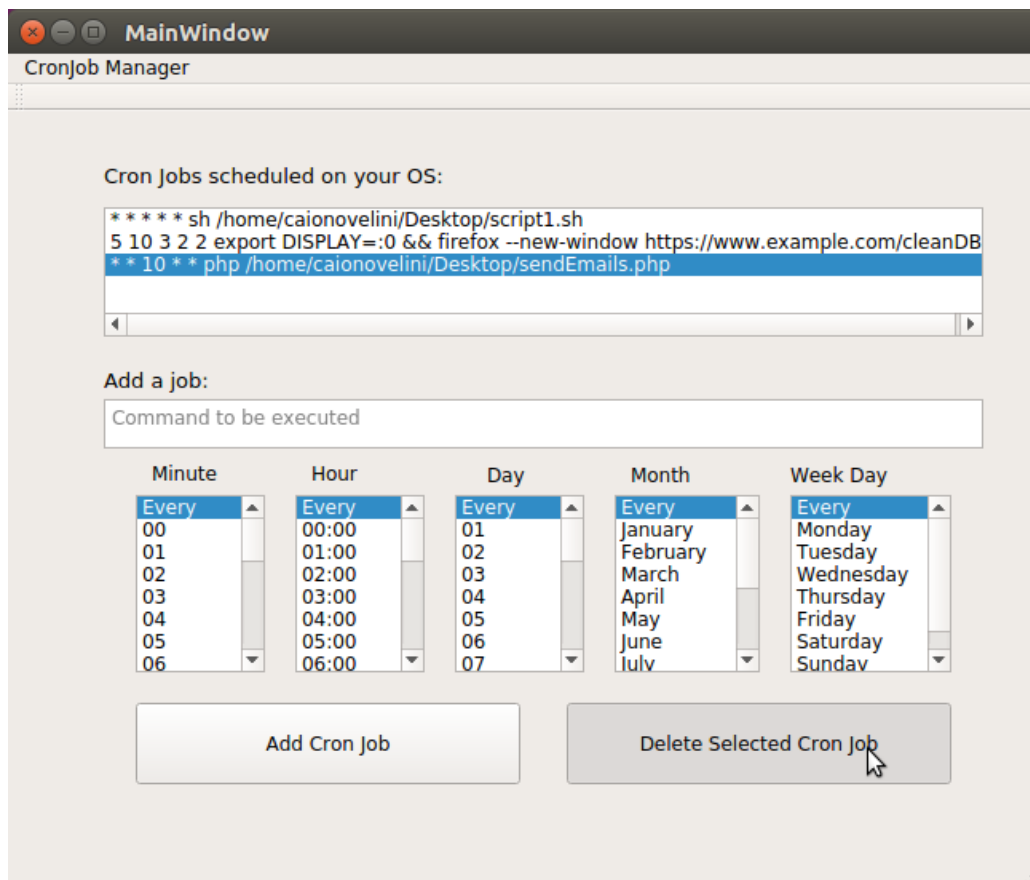 MainWindow
CronJob Manager
Cron Jobs scheduled on your OS:
* * * * * sh /home/caionovelini/Desktop/script1.sh
5 10 3 2 2 export DISPLAY=:0 && firefox --new-window https://www.example.com/cleanDB
* * 10 * * php /home/caionovelini/Desktop/sendEmails.php
Add a job:
Command to be executed
Minute Hour Day Month Week Day
Every Every Every Every Every
00 00:00 01 January Monday
01 01:00 02 February Tuesday
02 02:00 03 March Wednesday
03 03:00 04 April Thursday
04 04:00 05 May Friday
05 05:00 06 June Saturday
06 06:00 07 July Sunday
Add Cron Job Delete Selected Cron Job